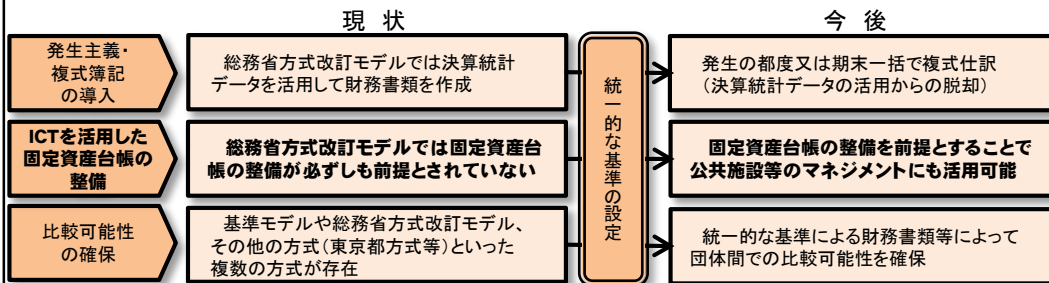 現 状
今 後
発生主義・
複式簿記
の導入
総務省方式改訂モデルでは決算統計
データを活用して財務書類を作成
発生の都度又は期末一括で複式仕訳
(決算統計データの活用からの脱却)
ICTを活用した
固定資産台帳の
整備
総務省方式改訂モデルでは固定資産台
帳の整備が必ずしも前提とされていない
統一的な基準の設定
固定資産台帳の整備を前提とすることで
公共施設等のマネジメントにも活用可能
比較可能性
の確保
基準モデルや総務省方式改訂モデル、
その他の方式(東京都方式等)といった
複数の方式が存在
統一的な基準による財務書類等によって
団体間での比較可能性を確保